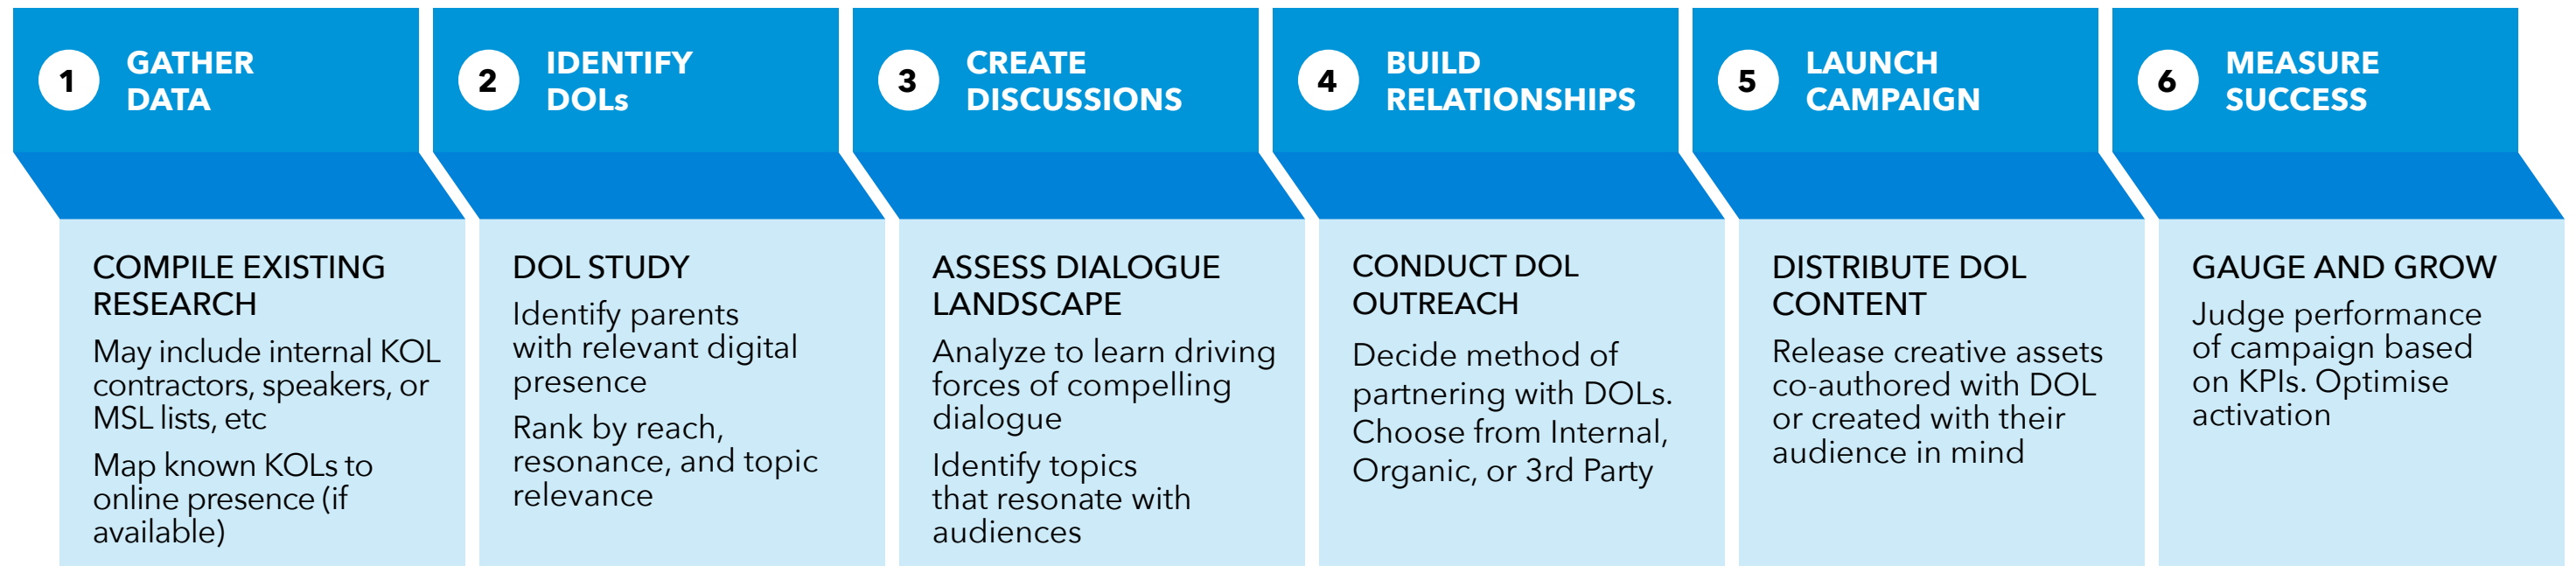 1
GATHER
DATA
2
IDENTIFY
DOLs
3
CREATE
DISCUSSIONS
4
BUILD
RELATIONSHIPS
5
LAUNCH
CAMPAIGN
6
MEASURE
SUCCESS
COMPILE EXISTING
RESEARCH
May include internal KOL
contractors, speakers, or
MSL lists, etc
Map known KOLs to
online presence (if
available)
DOL STUDY
Identify parents
with relevant digital
presence
Rank by reach,
resonance, and topic
relevance
ASSESS DIALOGUE
LANDSCAPE
Analyze to learn driving
forces of compelling
dialogue
Identify topics
that resonate with
audiences
CONDUCT DOL
OUTREACH
Decide method of
partnering with DOLs.
Choose from Internal,
Organic, or 3rd Party
DISTRIBUTE DOL
CONTENT
Release creative assets
co-authored with DOL
or created with their
audience in mind
GAUGE AND GROW
Judge performance
of campaign based
on KPIs. Optimise
activation